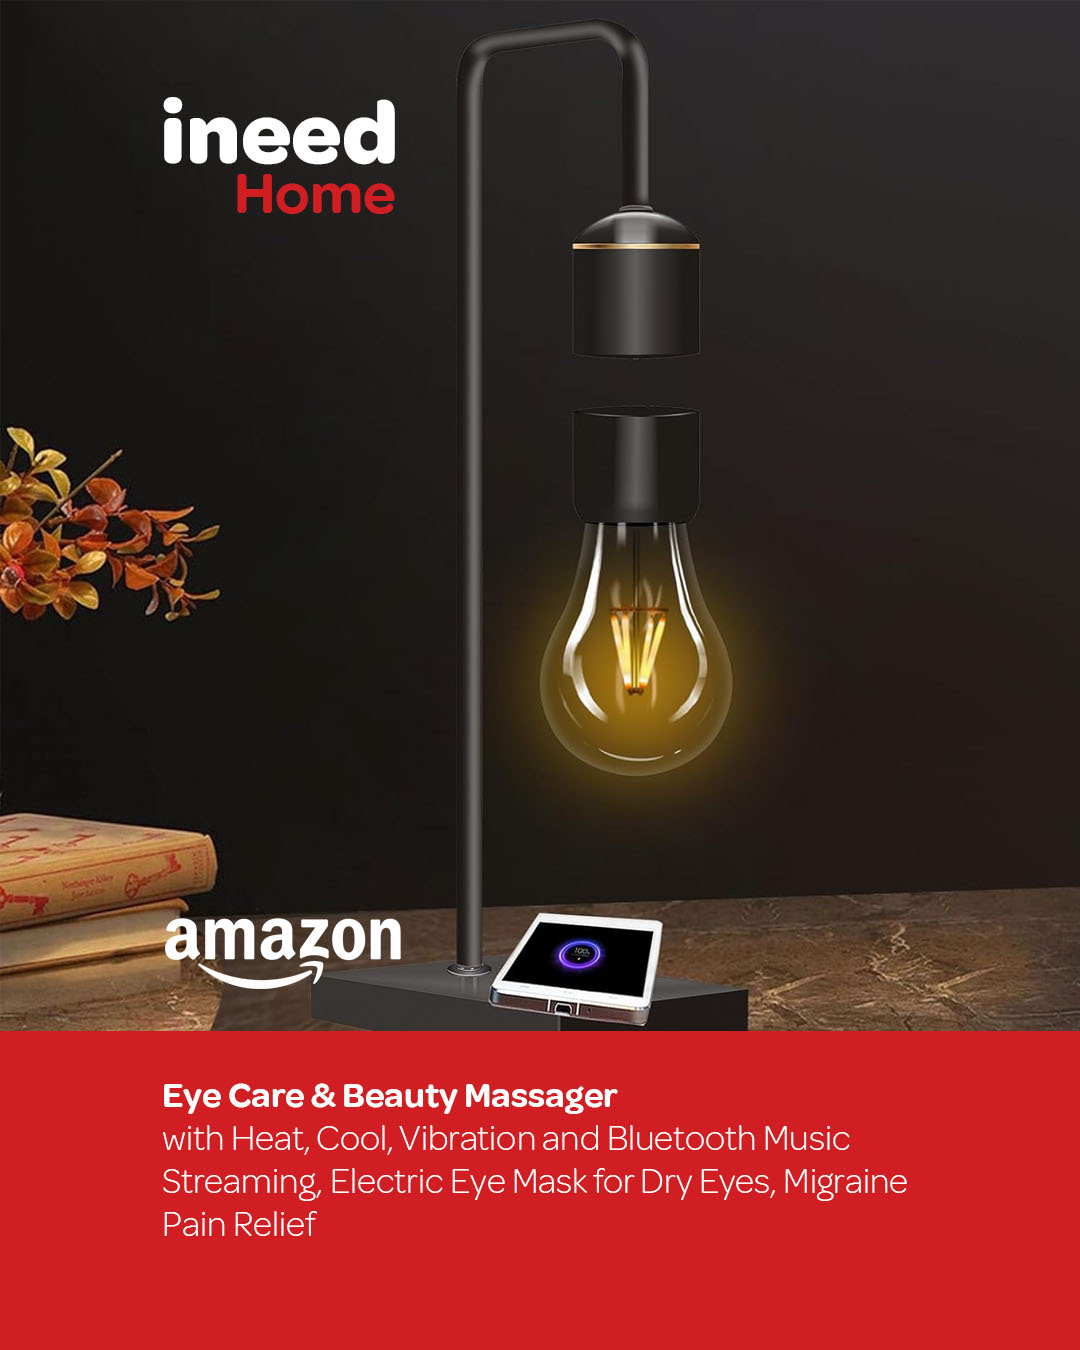 ineed
Home
amazon
100%
Eye Care & Beauty Massager
with Heat, Cool, Vibration and Bluetooth Music
Streaming, Electric Eye Mask for Dry Eyes, Migraine
Pain Relief